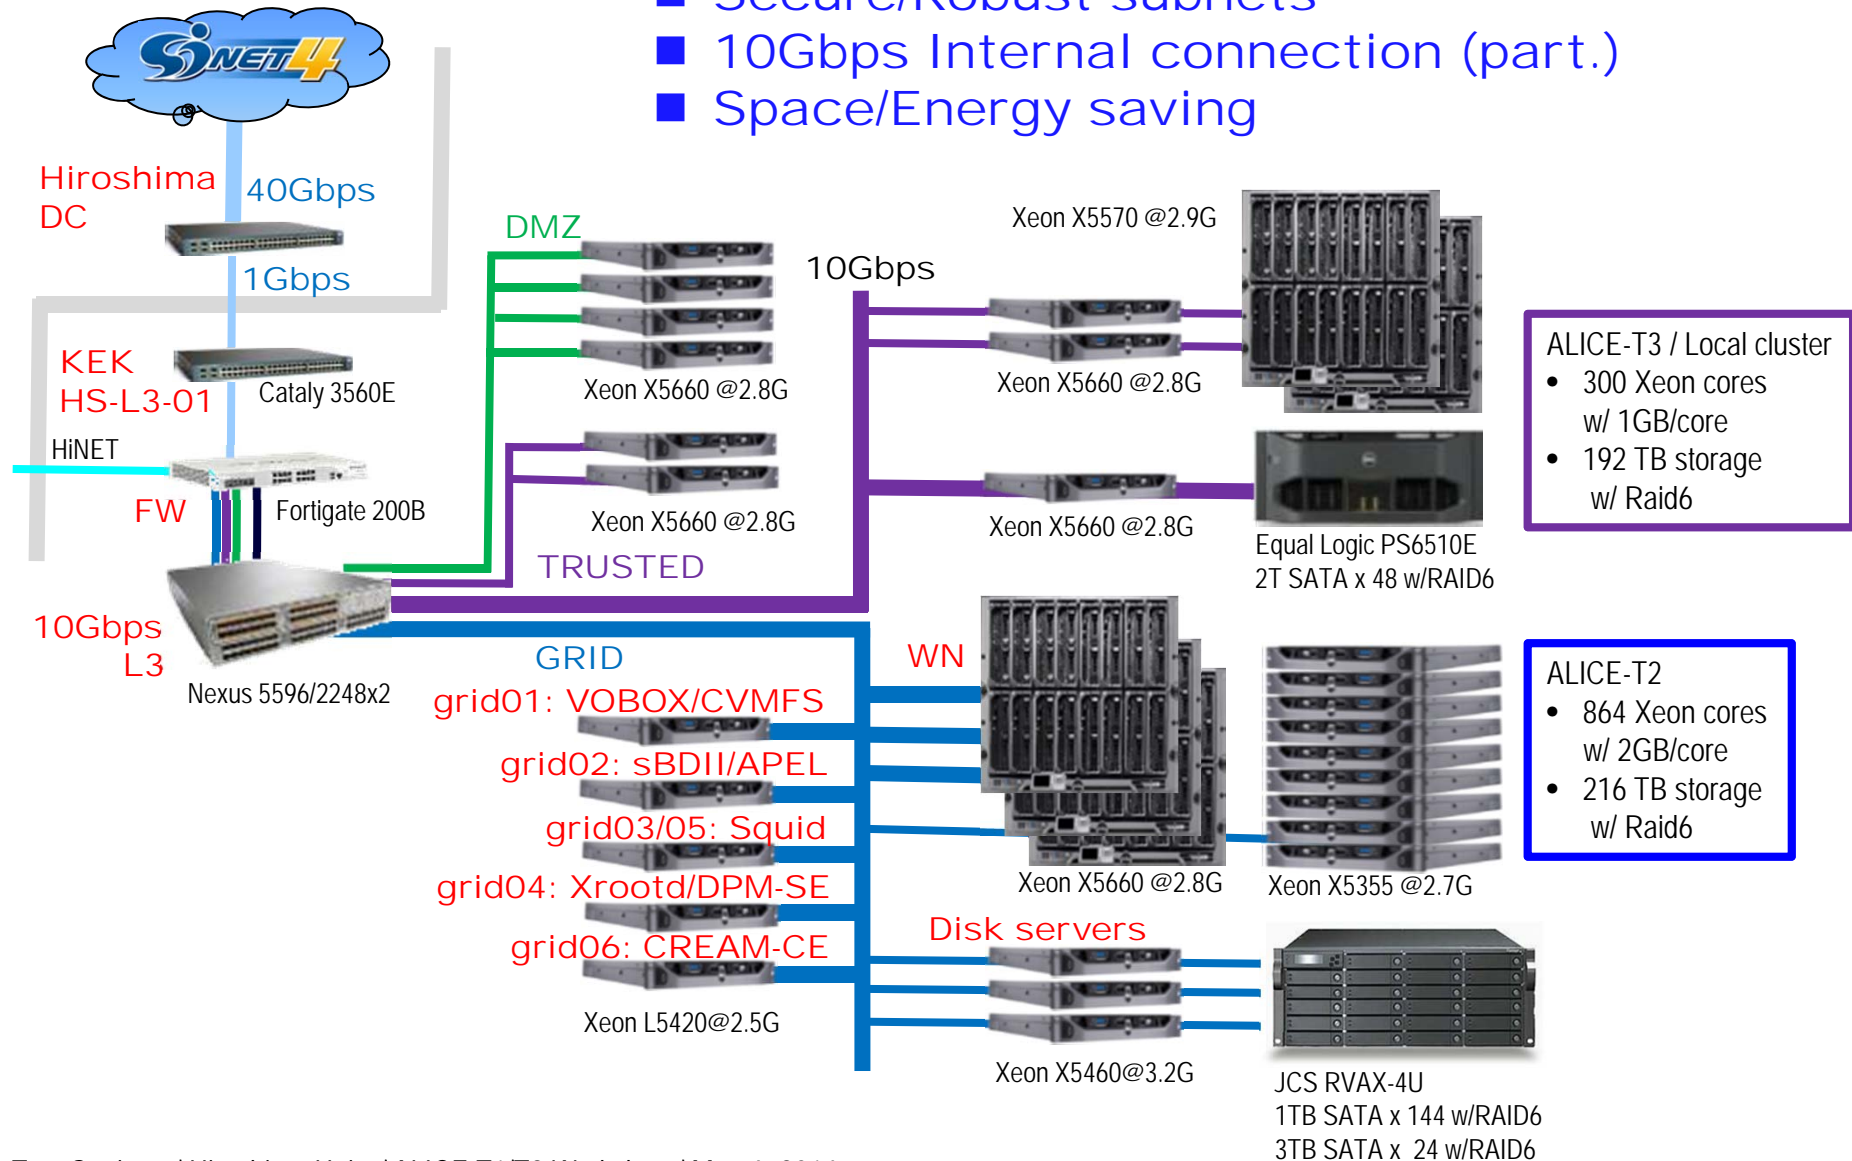 Secure/Robust subnets
10Gbps Internal connection (part.)
Space/Energy saving
SINET4
Hiroshima
DC
40Gbps
1Gbps
KEK
HS-L3-01
Cataly 3560E
HiNET
FW
Fortigate 200B
10Gbps
L3
Nexus 5596/2248x2
DMZ
Xeon X5660 @2.8G
Xeon X5660 @2.8G
TRUSTED
10Gbps
Xeon X5570 @2.9G
Xeon X5660 @2.8G
Xeon X5660 @2.8G
Equal Logic PS6510E
2T SATA x 48 w/RAID6
ALICE-T3 / Local cluster
• 300 Xeon cores
w/ 1GB/core
• 192 TB storage
w/ Raid6
GRID
WN
grid01: VOBOX/CVMFS
grid02: sBDII/APEL
grid03/05: Squid
grid04: Xrootd/DPM-SE
grid06: CREAM-CE
Xeon L5420@2.5G
Xeon X5660 @2.8G
Xeon X5355 @2.7G
ALICE-T2
• 864 Xeon cores
w/ 2GB/core
• 216 TB storage
w/ Raid6
Disk servers
Xeon X5460@3.2G
JCS RVAX-4U
1TB SATA x 144 w/RAID6
3TB SATA x 24 w/RAID6